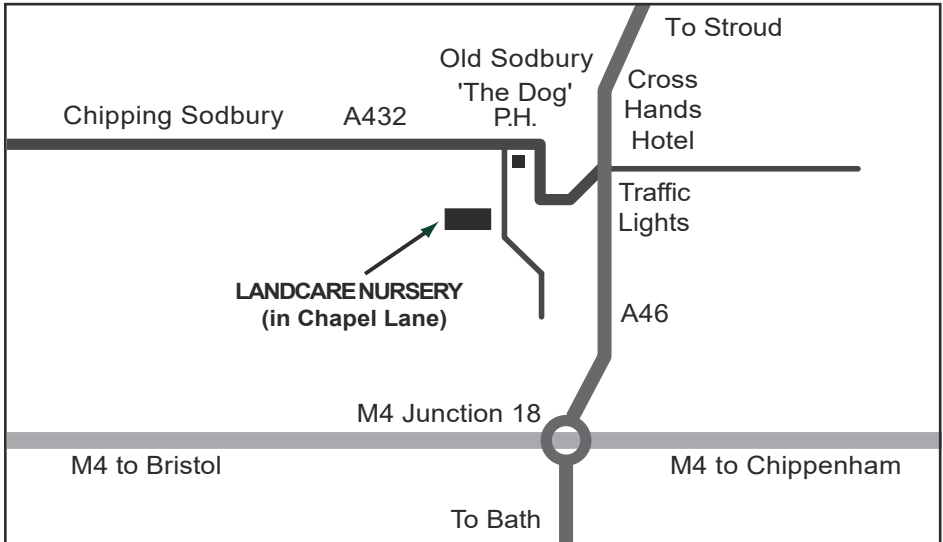 To Stroud
Old Sodbury
'The Dog'
P.H.
Cross
Hands
Hotel
Chipping Sodbury
A432
Traffic
Lights
LANDCARE NURSERY
(in Chapel Lane)
A46
M4 Junction 18
M4 to Bristol
M4 to Chippenham
To Bath